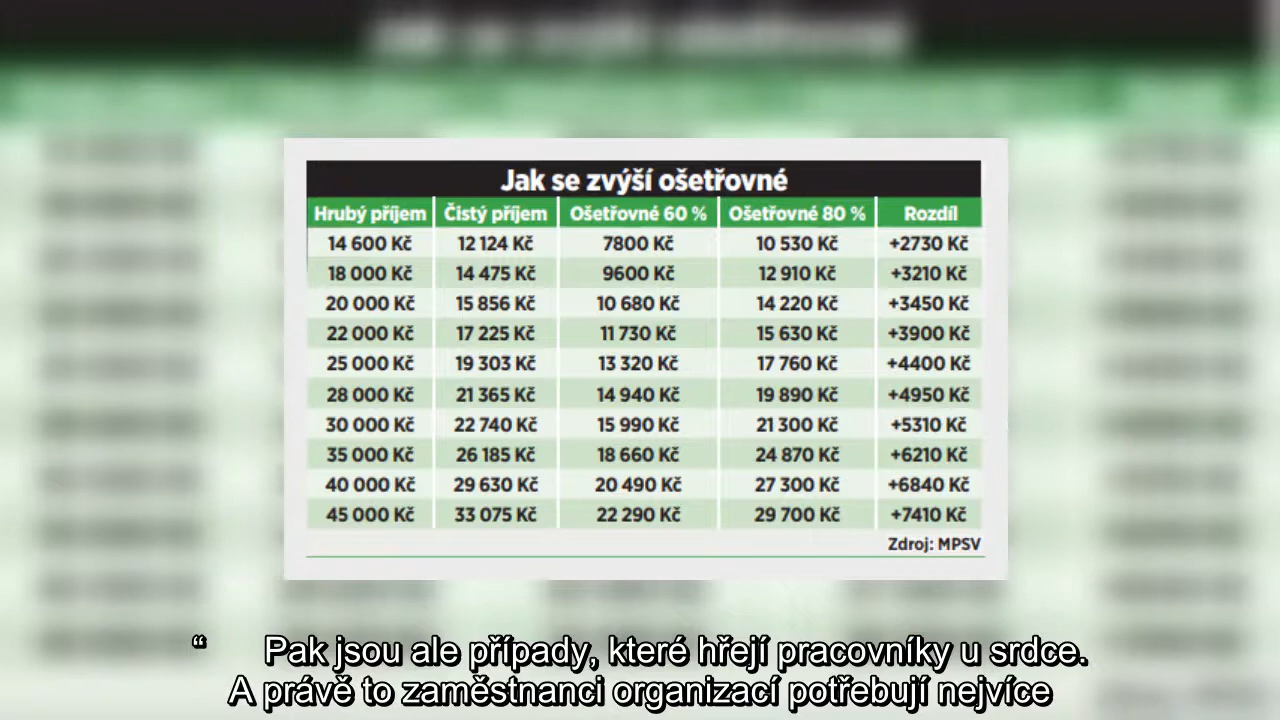 Jak se zvýší ošetřovné
Hrubý příjem Čistý příjem Ošetřovné 60 % Ošetřovné 80 % Rozdíl
14 600 Kč 12 124 Kč 7800 Kč 10 530 Kč +2730 Kč
18 000 Kč 14 475 Kč 9600 Kč 12 910 Kč +3210 Kč
20 000 Kč 15 856 Kč 10 680 Kč 14 220 Kč +3450 Kč
22 000 Kč 17 225 Kč 11 730 Kč 15 630 Kč +3900 Kč
25 000 Kč 19 303 Kč 13 320 Kč 17 760 Kč +4400 Kč
28 000 Kč 21 365 Kč 14 940 Kč 19 890 Kč +4950 Kč
30 000 Kč 22 740 Kč 15 990 Kč 21 300 Kč +5310 Kč
35 000 Kč 26 185 Kč 18 660 Kč 24 870 Kč +6210 Kč
40 000 Kč 29 630 Kč 20 490 Kč 27 300 Kč +6840 Kč
45 000 Kč 33 075 Kč 22 290 Kč 29 700 Kč +7410 Kč
Zdroj: MPSV
“ Pak jsou ale případy, které hřejí pracovníky u srdce.
A právě to zaměstnanci organizací potřebují nejvíce